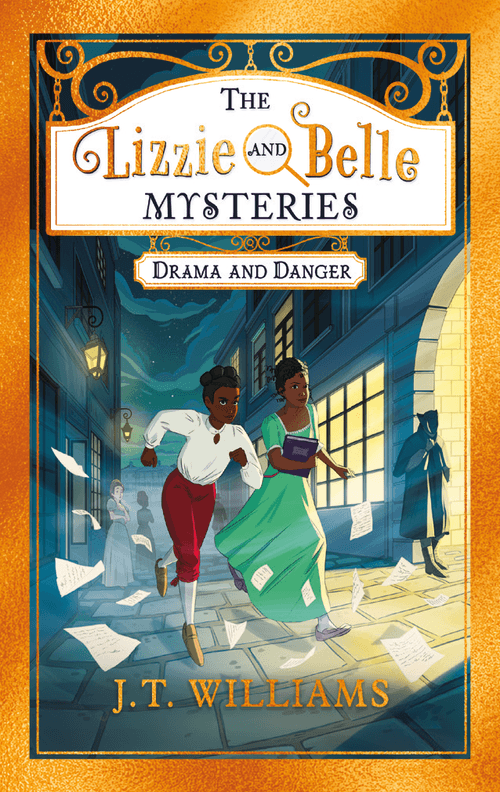 THE
Lizzie AND Belle
MYSTERIES
DRAMA AND DANGER
J.T. WILLIAMS